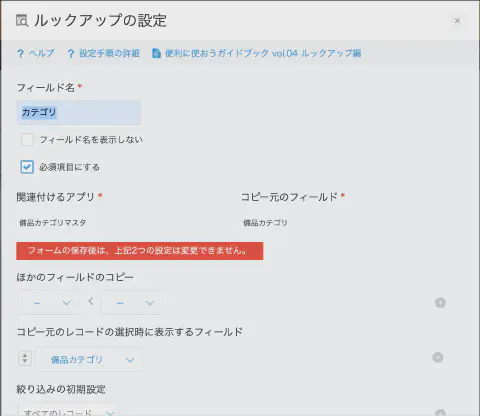 ルックアップの設定
×
? ヘルプ ? 設定手順の詳細 便利に使おうガイドブック vol.04 ルックアップ編
フィールド名*
カテゴリ
フィールド名を表示しない
必須項目にする
関連付けるアプリ* コピー元のフィールド*
備品カテゴリマスタ 備品カテゴリ
フォームの保存後は、上記2つの設定は変更できません。
ほかのフィールドのコピー
-- < --
コピー元のレコードの選択時に表示するフィールド
備品カテゴリ
絞り込みの初期設定
すべてのレコード